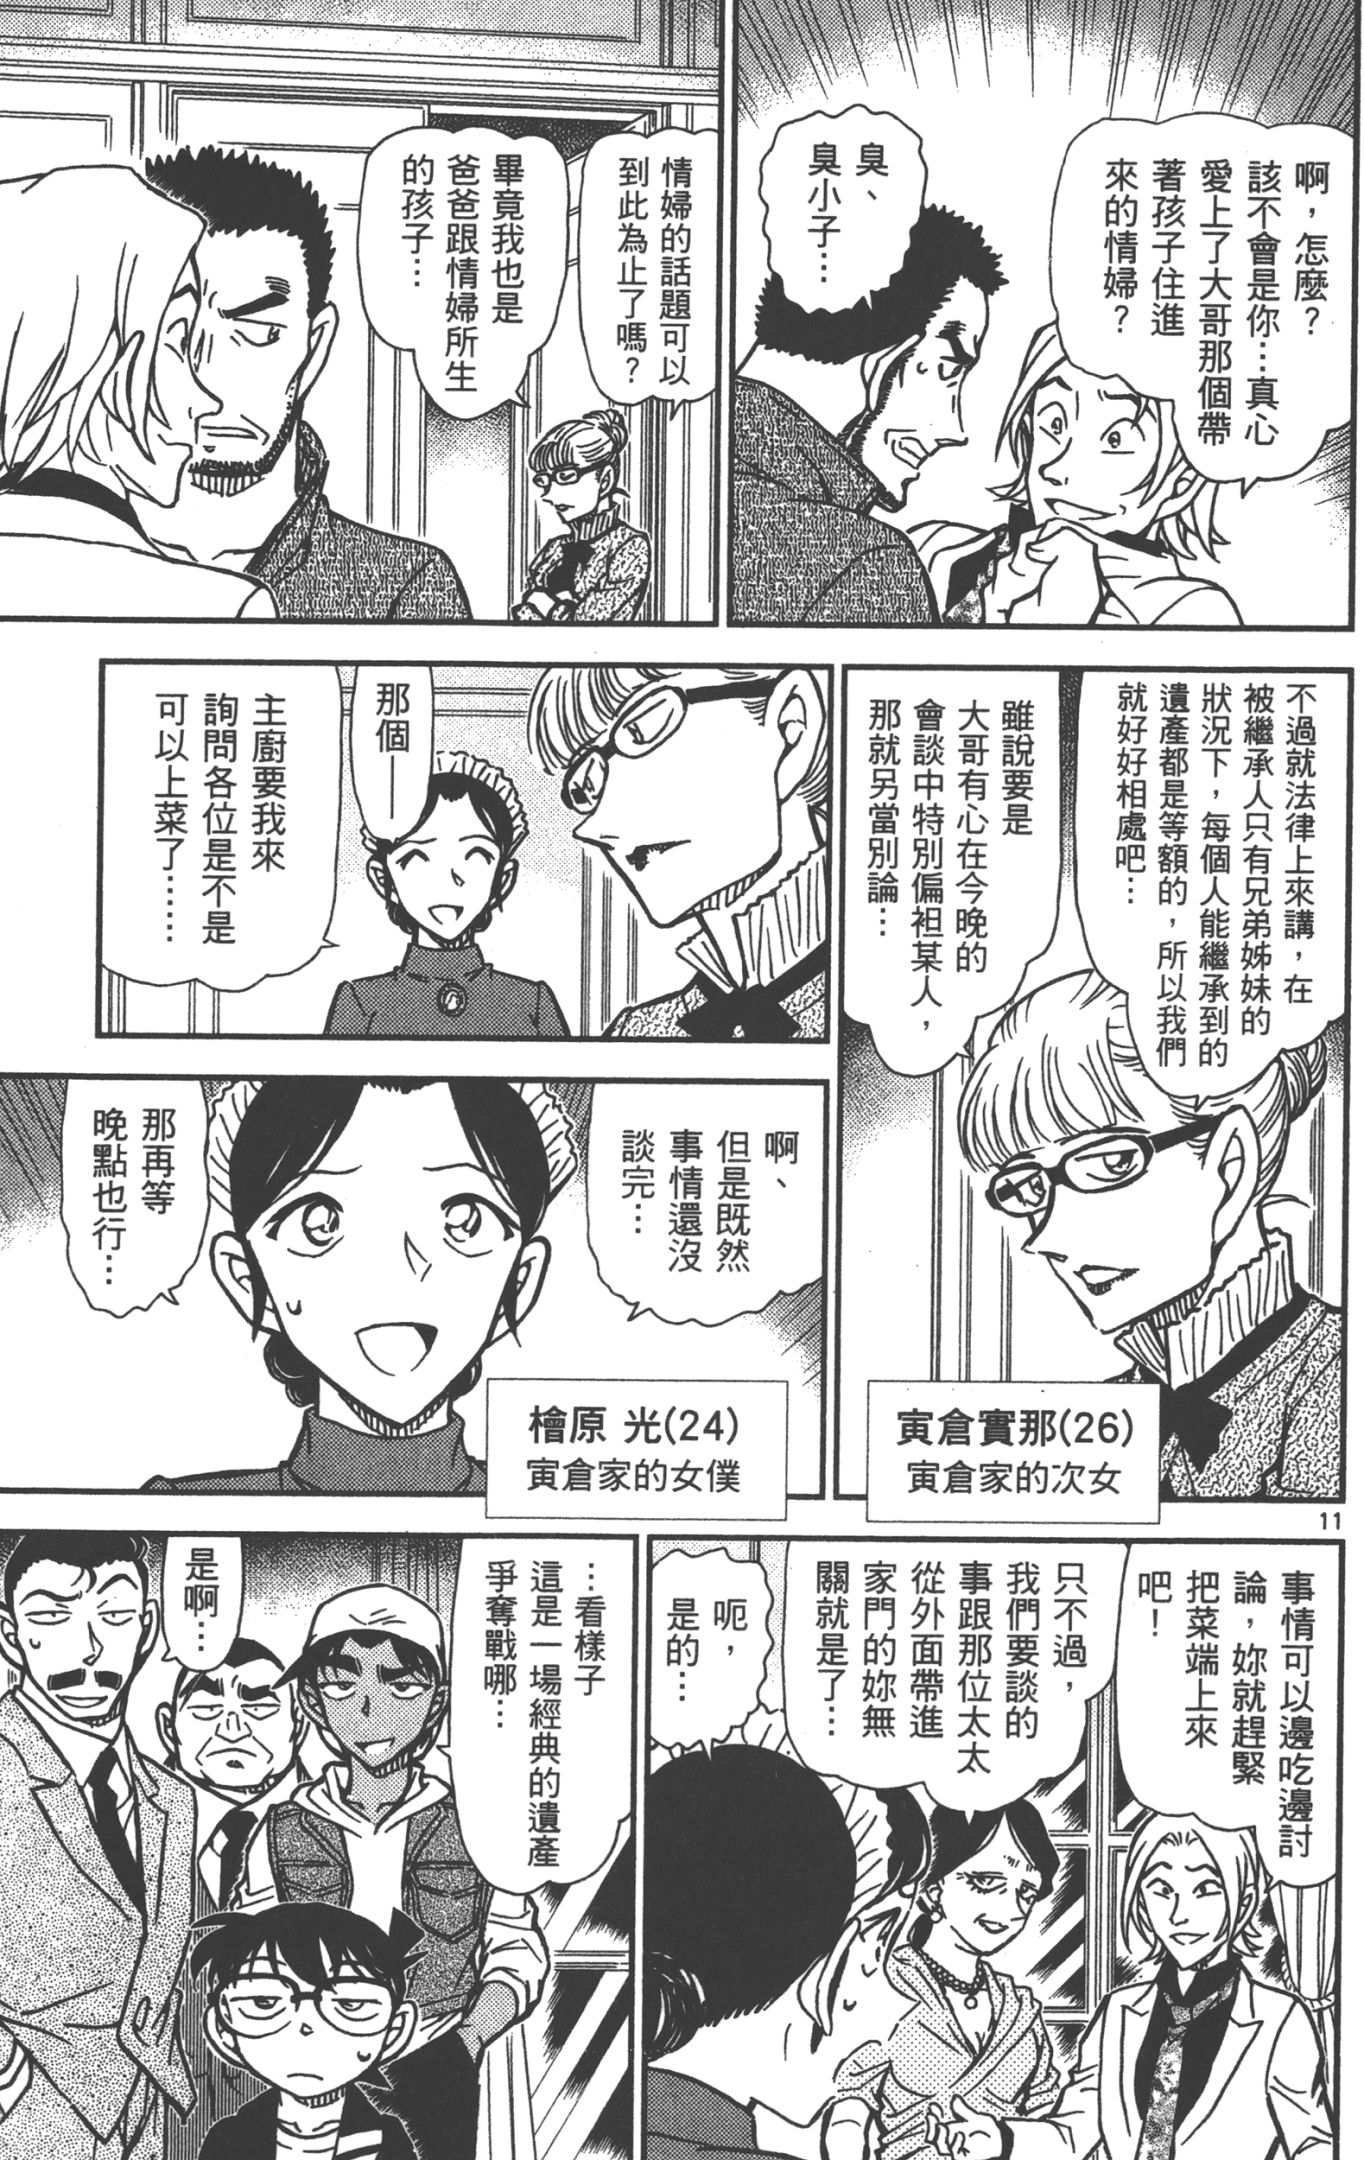 啊，怎麼？
該不會是你…真心
愛上了大哥那個帶
著孩子住進
來的情婦？
臭、
臭小子…
情婦的話題可以
到此為止了嗎？
畢竟我也是
爸爸跟情婦所生
的孩子…
不過就法律上來講，在
被繼承人只有兄弟姊妹的
狀況下，每個人能繼承到的
遺產都是等額的，所以我們
就好好相處吧…
雖說要是
大哥有心在今晚的
會談中特別偏袒某人，
那就另當別論…
寅倉實那(26)
寅倉家的次女
那個——
主廚要我來
詢問各位是不是
可以上菜了……
啊、
但是既然
事情還沒
談完…
那再等
晚點也行…
檜原 光(24)
寅倉家的女僕
11
事情可以邊吃邊討
論，妳就趕緊
把菜端上來
吧！
只不過，
我們要談的
事跟那位太太
從外面帶進
家門的妳無
關就是了…
呃，
是的…
…看樣子
這是一場經典的遺產
爭奪戰哪…
是啊…